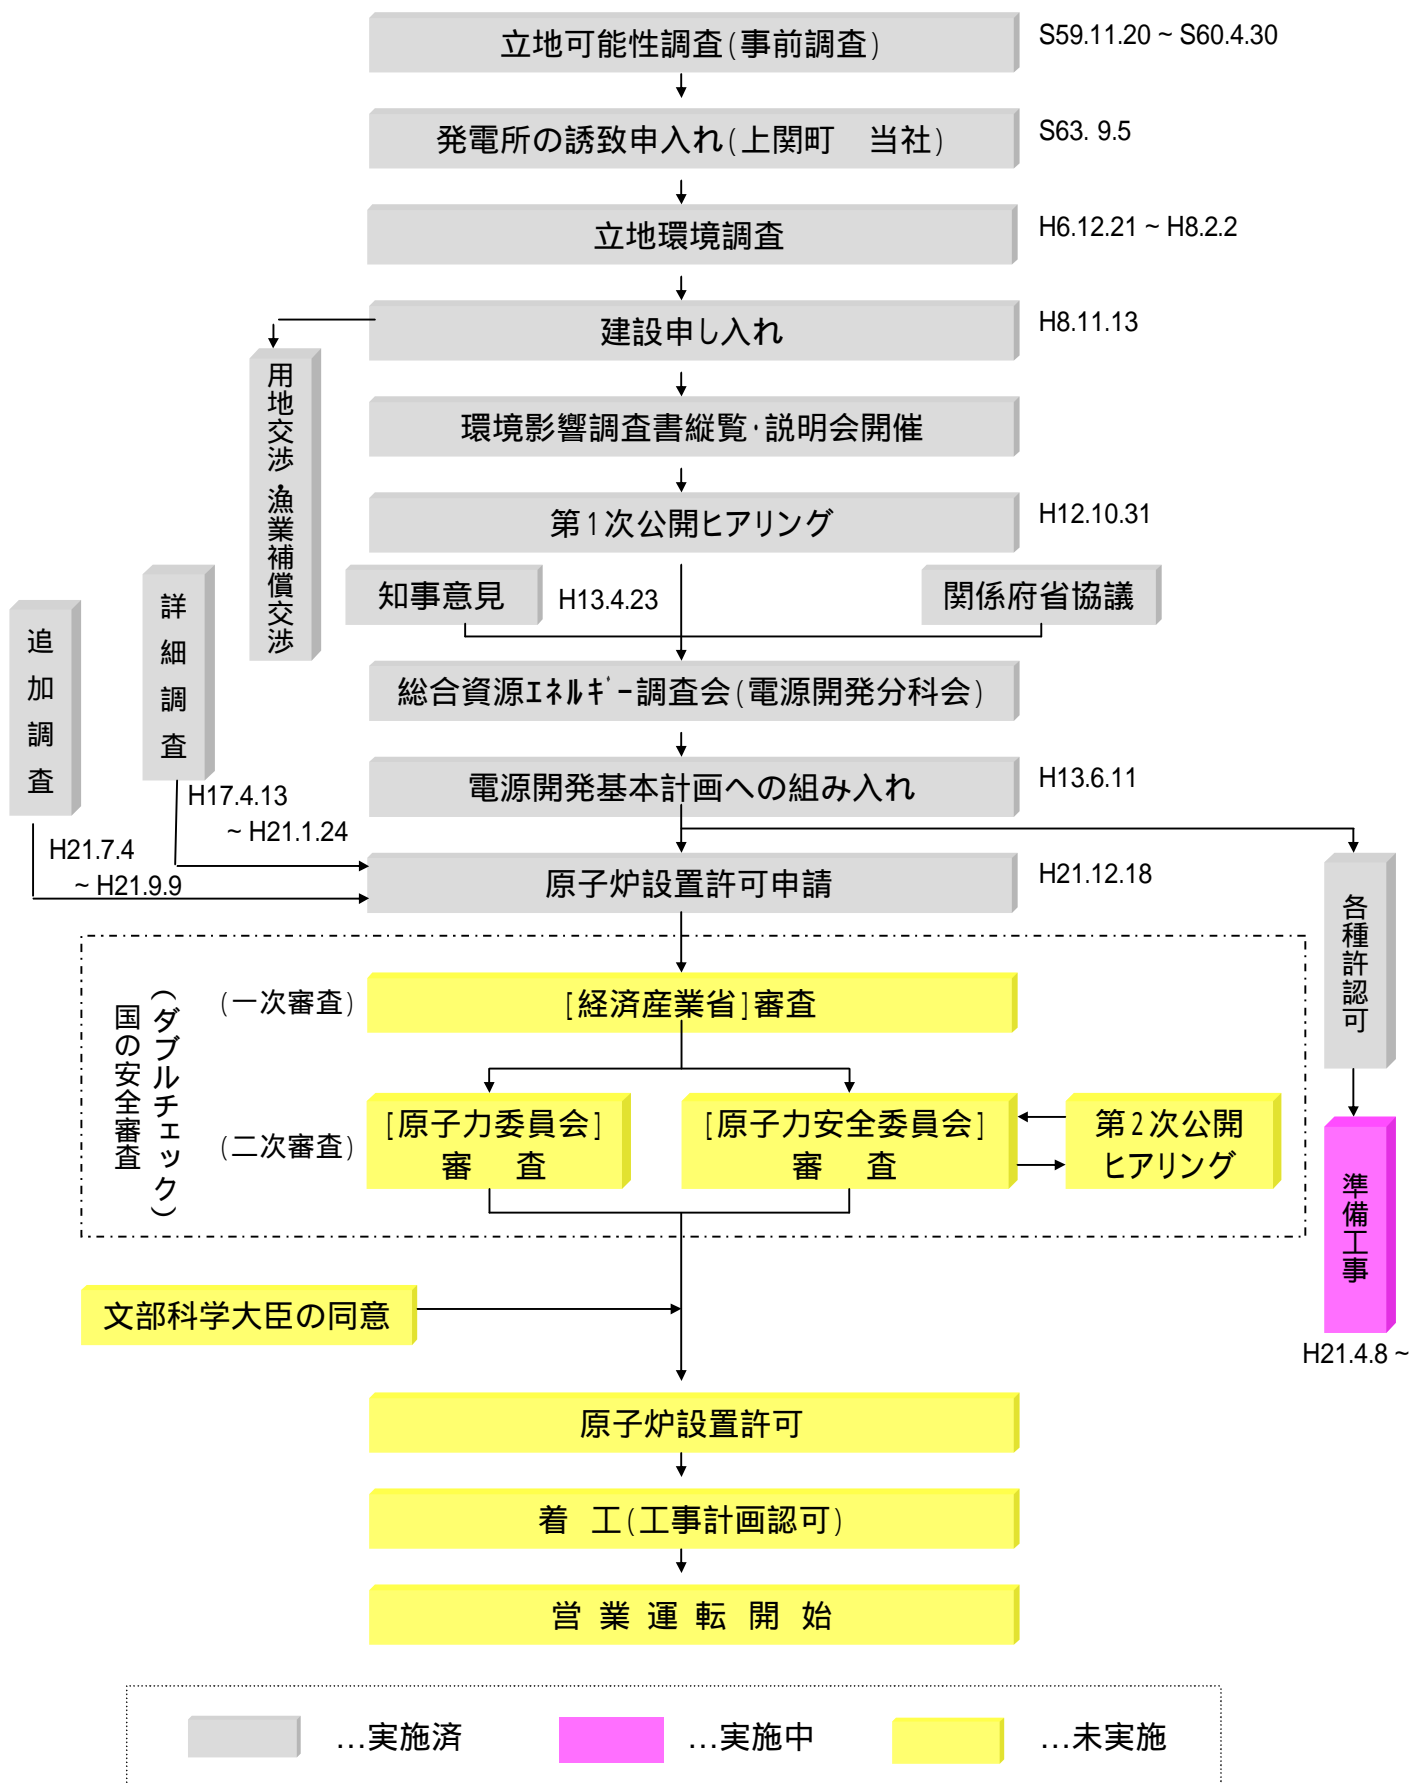 立地可能性調査(事前調査)
S59.11.20 ~ S60.4.30
発電所の誘致申入れ(上関町　当社)
S63. 9.5
立地環境調査
H6.12.21 ~ H8.2.2
建設申し入れ
H8.11.13
用地交渉・漁業補償交渉
環境影響調査書縦覧・説明会開催
第1次公開ヒアリング
H12.10.31
知事意見
H13.4.23
関係府省協議
詳細調査
追加調査
総合資源ｴﾈﾙｷﾞｰ調査会(電源開発分科会)
電源開発基本計画への組み入れ
H13.6.11
H17.4.13
~ H21.1.24
H21.7.4
~ H21.9.9
原子炉設置許可申請
H21.12.18
各種許認可
国の安全審査
(ダブルチェック)
(一次審査)
[経済産業省]審査
(二次審査)
[原子力委員会]
審　査
[原子力安全委員会]
審　査
第2次公開
ヒアリング
準備工事
H21.4.8 ~
文部科学大臣の同意
原子炉設置許可
着　工(工事計画認可)
営 業 運 転 開 始
…実施済
…実施中
…未実施